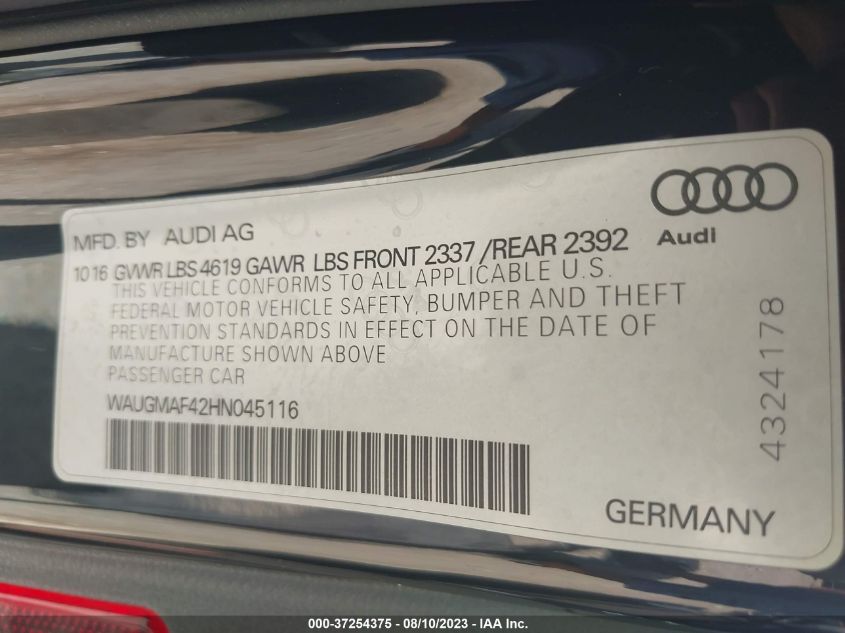 MFD. BY AUDI AG
Audi
10 16 GVWR LBS 4619 GAWR LBS FRONT 2337 /REAR 2392
THIS VEHICLE CONFORMS TO ALL APPLICABLE U.S.
FEDERAL MOTOR VEHICLE SAFETY, BUMPER AND THEFT
PREVENTION STANDARDS IN EFFECT ON THE DATE OF
MANUFACTURE SHOWN ABOVE
PASSENGER CAR
WAUGMAF42HN045116
4324178
GERMANY
000-37254375 - 08/10/2023 - IAA Inc.